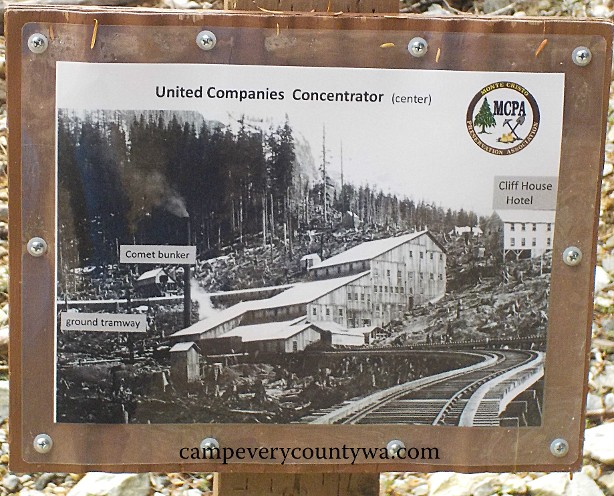 United Companies Concentrator (center)
MONTE CRISTO
MCPA
PRESERVATION ASSOCIATION
Cliff House
Hotel
Comet bunker
ground tramway
campeverycountywa.com